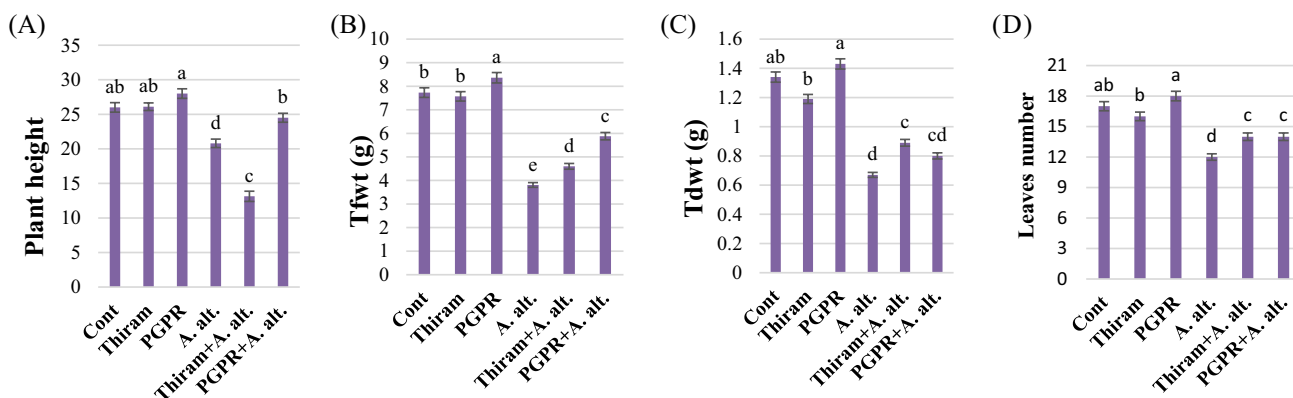 (A)
Plant height
35
30
25
20
15
10
5
0
ab
ab
a
d
c
b
Cont
Thiram
PGPR
A. alt.
Thiram+A. alt.
PGPR+A. alt.
(B)
Tfwt (g)
10
9
8
7
6
5
4
3
2
1
0
b
b
a
e
d
c
Cont
Thiram
PGPR
A. alt.
Thiram+A. alt.
PGPR+A. alt.
(C)
Tdwt (g)
1.6
1.4
1.2
1
0.8
0.6
0.4
0.2
0
ab
b
a
d
c
cd
Cont
Thiram
PGPR
A. alt.
Thiram+A. alt.
PGPR+A. alt.
(D)
Leaves number
21
18
15
12
9
6
3
0
ab
b
a
d
c
c
Cont
Thiram
PGPR
A. alt.
Thiram+A. alt.
PGPR+A. alt.